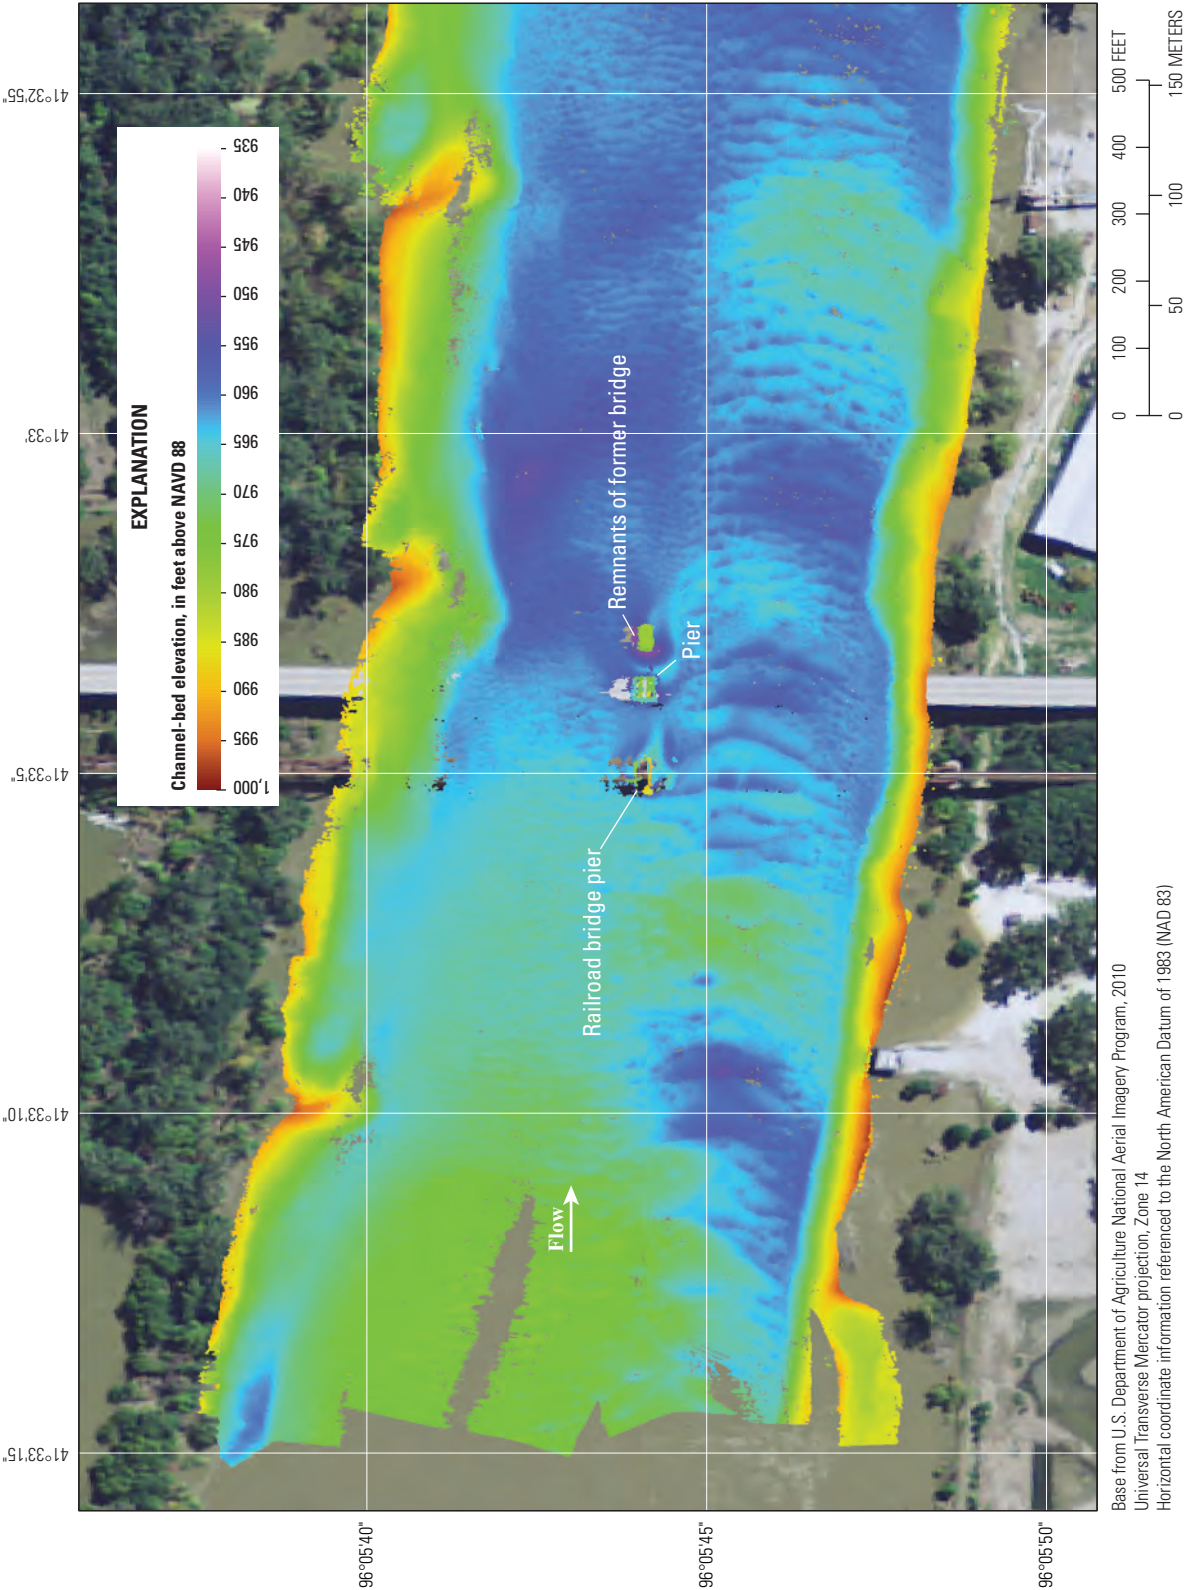 41°33'15"
41°33'10"
41°33'5"
41°33'
41°32'55"
96°05'40"
96°05'45"
96°05'50"
EXPLANATION
Channel-bed elevation, in feet above NAVD 88
1,000
995
990
985
980
975
970
965
960
955
950
945
940
935
Flow
Railroad bridge pier
Pier
Remnants of former bridge
Base from U.S. Department of Agriculture National Aerial Imagery Program, 2010
Universal Transverse Mercator projection, Zone 14
Horizontal coordinate information referenced to the North American Datum of 1983 (NAD 83)
0 100 200 300 400 500 FEET
0 50 100 150 METERS